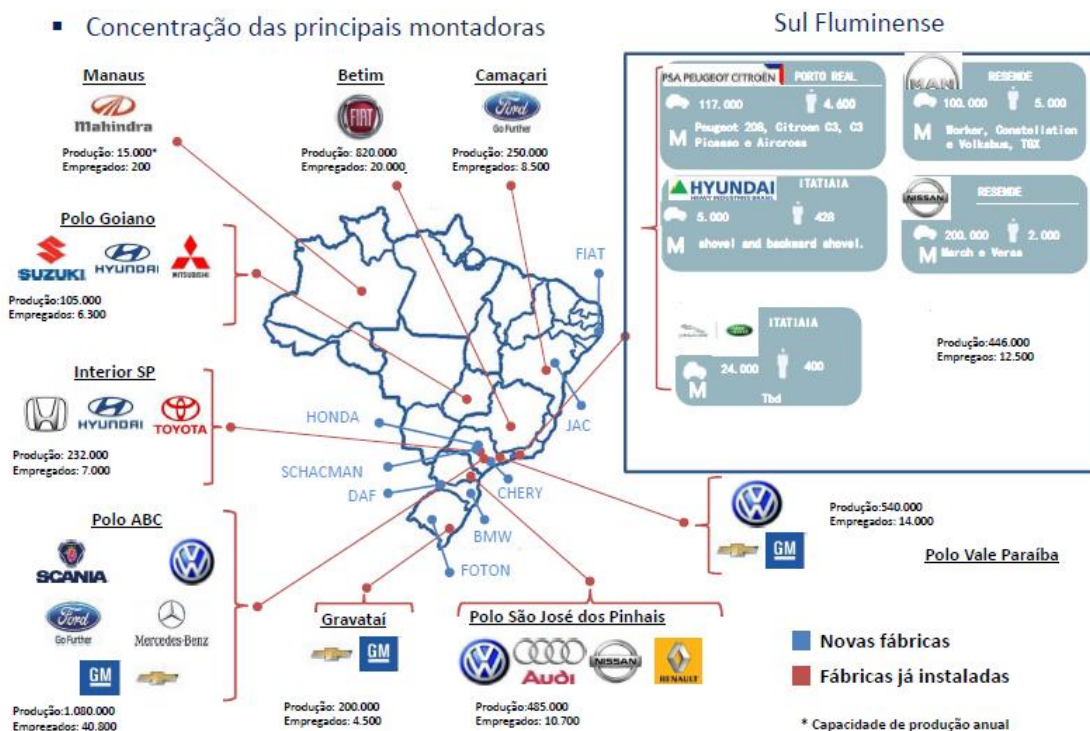 ▪ Concentração das principais montadoras
Sul Fluminense
Manaus
Mahindra
Produção: 15.000*
Empregados: 200
Betim
FIAT
Produção: 820.000
Empregados: 20.000
Camaçari
Ford
Go Further
Produção: 250.000
Empregados: 8.500
PSA PEUGEOT CITROËN
PORTO REAL
117.000
4.600
M
Peugeot 208, Citroen C3, C3
Picasso e Aircross
MAN
RESENDE
100.000
5.000
M
Worker, Constellation
e Volksbus, TGX
HYUNDAI
HEAVY INDUSTRIES BRASIL
ITATIAIA
5.000
428
M
shovel and backward shovel.
NISSAN
RESENDE
200.000
2.000
M
March e Versa
ITATIAIA
24.000
400
M
Tbd
Produção:446.000
Empregaos: 12.500
Polo Goiano
SUZUKI
HYUNDAI
MITSUBISHI
Produção:105.000
Empregados: 6.300
Interior SP
HYUNDAI
TOYOTA
Produção: 232.000
Empregados: 7.000
Polo ABC
SCANIA
Ford
Go Further
Mercedes-Benz
GM
Produção:1.080.000
Empregados: 40.800
FIAT
JAC
HONDA
SCHACMAN
DAF
CHERY
BMW
FOTON
Gravataí
GM
Produção: 200.000
Empregados: 4.500
Polo São José dos Pinhais
Audi
NISSAN
RENAULT
Produção:485.000
Empregados: 10.700
GM
Produção:540.000
Empregados: 14.000
Polo Vale Paraíba
Novas fábricas
Fábricas já instaladas
* Capacidade de produção anual